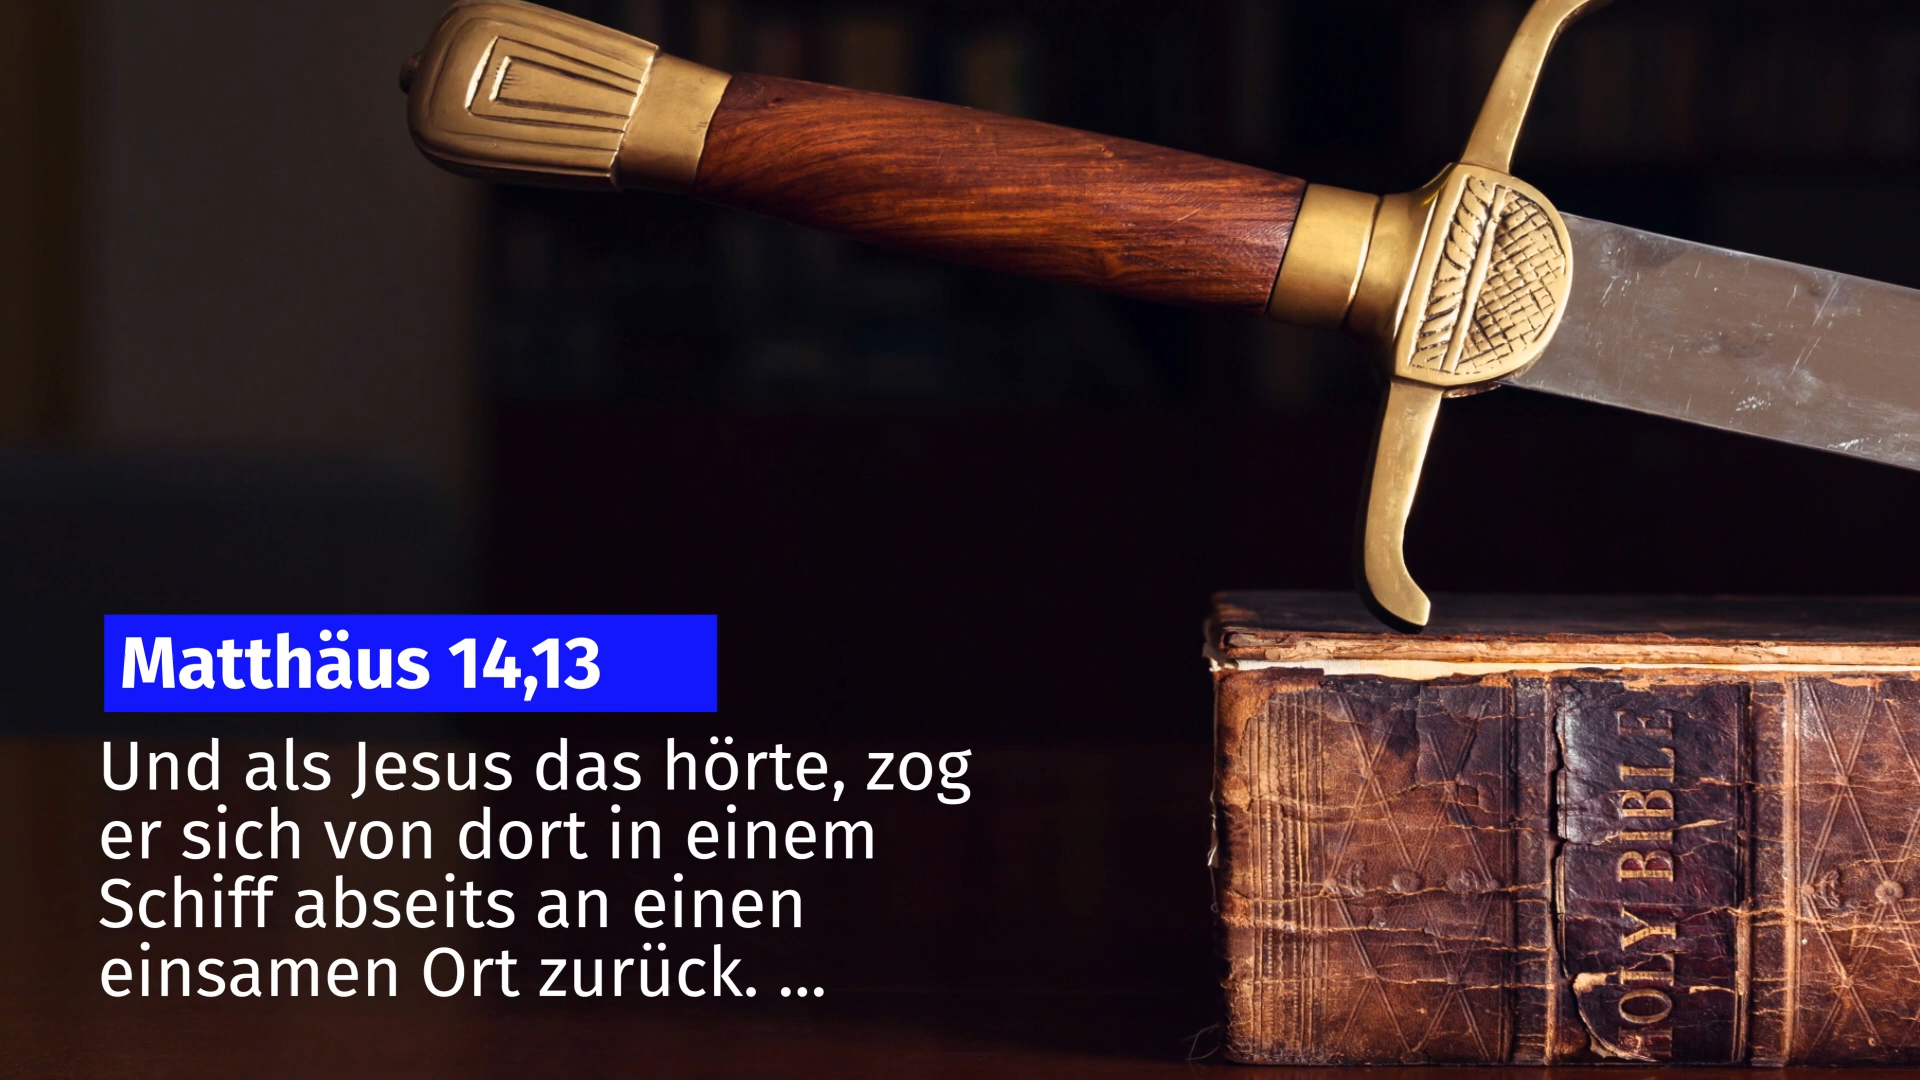 Matthäus 14,13
Und als Jesus das hörte, zog
er sich von dort in einem
Schiff abseits an einen
einsamen Ort zurück. ...
HOLY BIBLE